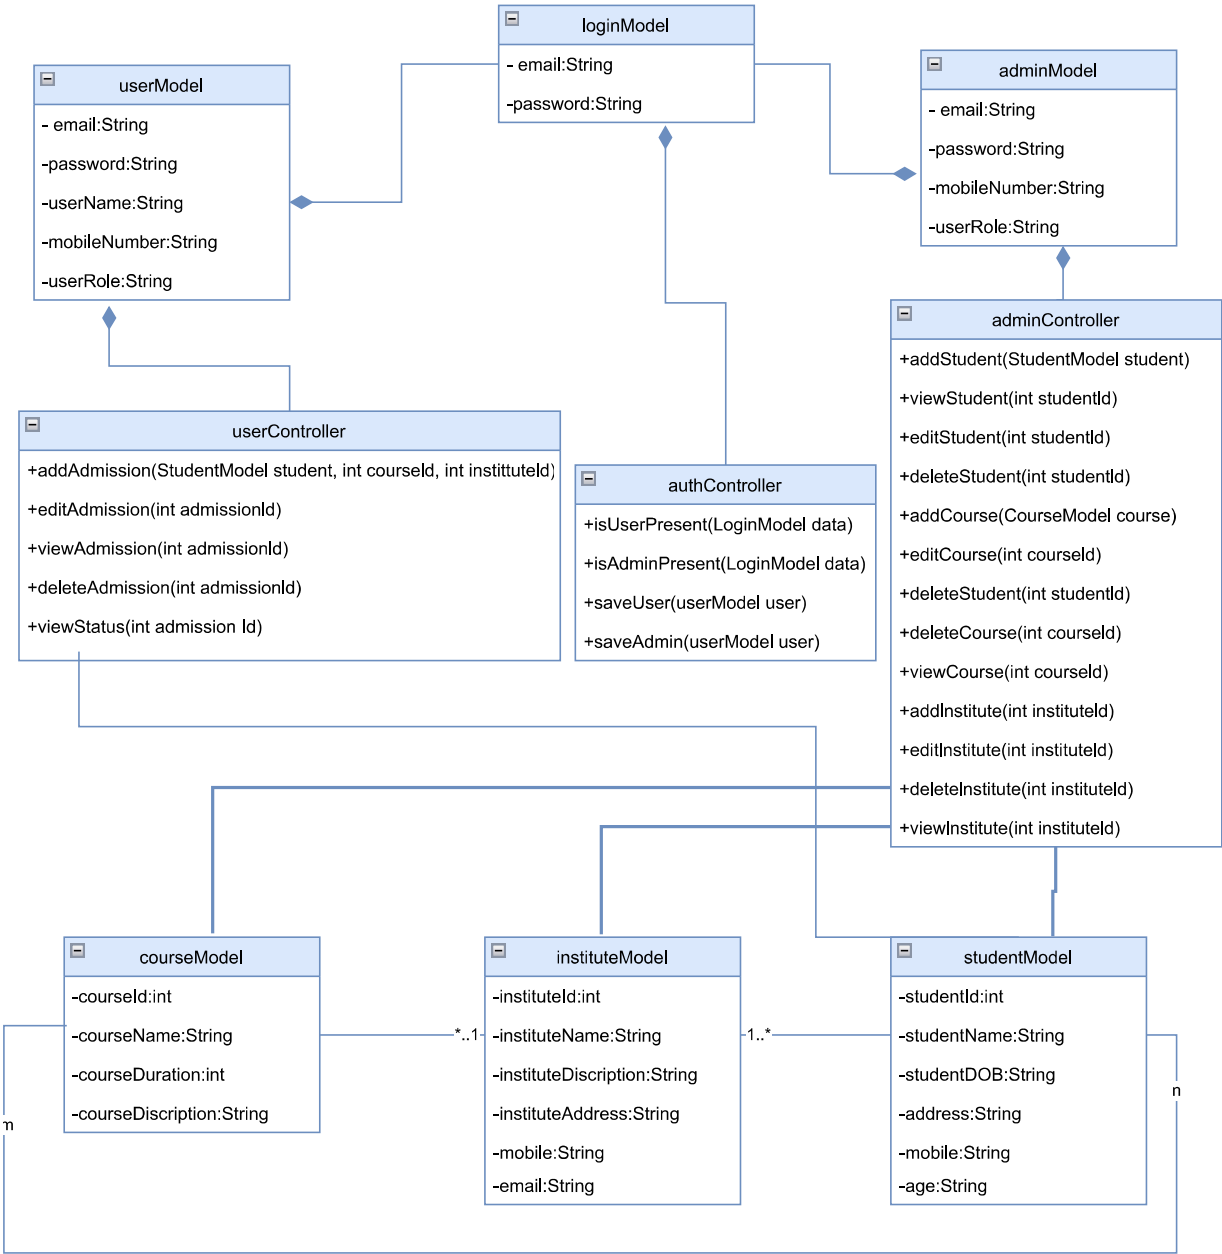 loginModel
- email:String
-password:String
userModel
- email:String
-password:String
-userName:String
-mobileNumber:String
-userRole:String
adminModel
- email:String
-password:String
-mobileNumber:String
-userRole:String
userController
+addAdmission(StudentModel student, int courseId, int instittuteId)
+editAdmission(int admissionId)
+viewAdmission(int admissionId)
+deleteAdmission(int admissionId)
+viewStatus(int admission Id)
authController
+isUserPresent(LoginModel data)
+isAdminPresent(LoginModel data)
+saveUser(userModel user)
+saveAdmin(userModel user)
adminController
+addStudent(StudentModel student)
+viewStudent(int studentId)
+editStudent(int studentId)
+deleteStudent(int studentId)
+addCourse(CourseModel course)
+editCourse(int courseId)
+deleteStudent(int studentId)
+deleteCourse(int courseId)
+viewCourse(int courseId)
+addInstitute(int instituteId)
+editInstitute(int instituteId)
+deleteInstitute(int instituteId)
+viewInstitute(int instituteId)
courseModel
-courseId:int
-courseName:String
-courseDuration:int
-courseDiscription:String
*..1
instituteModel
-instituteId:int
-instituteName:String
-instituteDiscription:String
-instituteAddress:String
-mobile:String
-email:String
1..*
studentModel
-studentId:int
-studentName:String
-studentDOB:String
-address:String
-mobile:String
-age:String
n
m